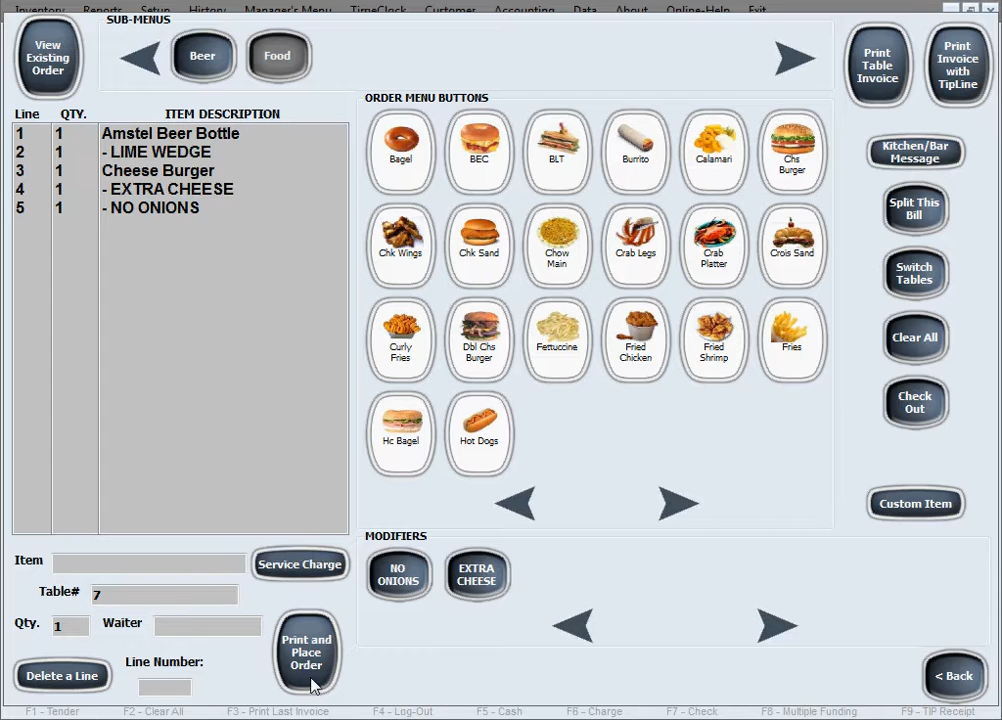 Inventory Reports Setup History Manager's Menu TimeClock Customer Accounting Data About Online-Help Exit
View
Existing
Order
SUB-MENUS
Beer
Food
Print
Table
Invoice
Print
Invoice
with
TipLine
Line QTY. ITEM DESCRIPTION
1 1 Amstel Beer Bottle
2 1 - LIME WEDGE
3 1 Cheese Burger
4 1 - EXTRA CHEESE
5 1 - NO ONIONS
ORDER MENU BUTTONS
Bagel
BEC
BLT
Burrito
Calamari
Chs
Burger
Chk Wings
Chk Sand
Chow
Main
Crab Legs
Crab
Platter
Crois Sand
Curly
Fries
Dbl Chs
Burger
Fettuccine
Fried
Chicken
Fried
Shrimp
Fries
Hc Bagel
Hot Dogs
Kitchen/Bar
Message
Split This
Bill
Switch
Tables
Clear All
Check
Out
Custom Item
MODIFIERS
NO
ONIONS
EXTRA
CHEESE
Item
Service Charge
Table# 7
Qty. 1 Waiter
Print and
Place
Order
Delete a Line
Line Number:
< Back
F1 - Tender F2 - Clear All F3 - Print Last Invoice F4 - Log-Out F5 - Cash F6 - Charge F7 - Check F8 - Multiple Funding F9 - TIP Receipt